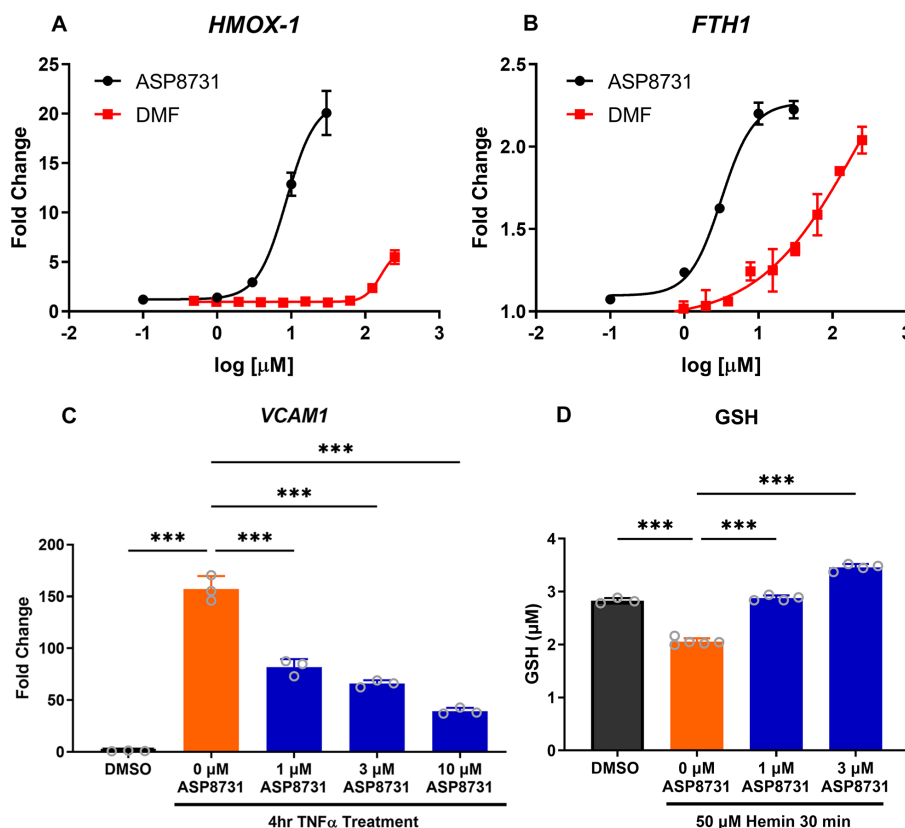 A
HMOX-1
25
20
15
10
5
0
Fold Change
ASP8731
DMF
-2
-1
0
1
2
3
log [µM]
B
FTH1
2.5
2.0
1.5
1.0
Fold Change
ASP8731
DMF
-2
-1
0
1
2
3
log [µM]
C
VCAM1
***
***
*** ***
200
150
100
50
0
Fold Change
DMSO
0 µM
ASP8731
1 µM
ASP8731
3 µM
ASP8731
10 µM
ASP8731
4hr TNFα Treatment
D
GSH
***
*** ***
4
3
2
1
0
GSH (µM)
DMSO
0 µM
ASP8731
1 µM
ASP8731
3 µM
ASP8731
50 µM Hemin 30 min